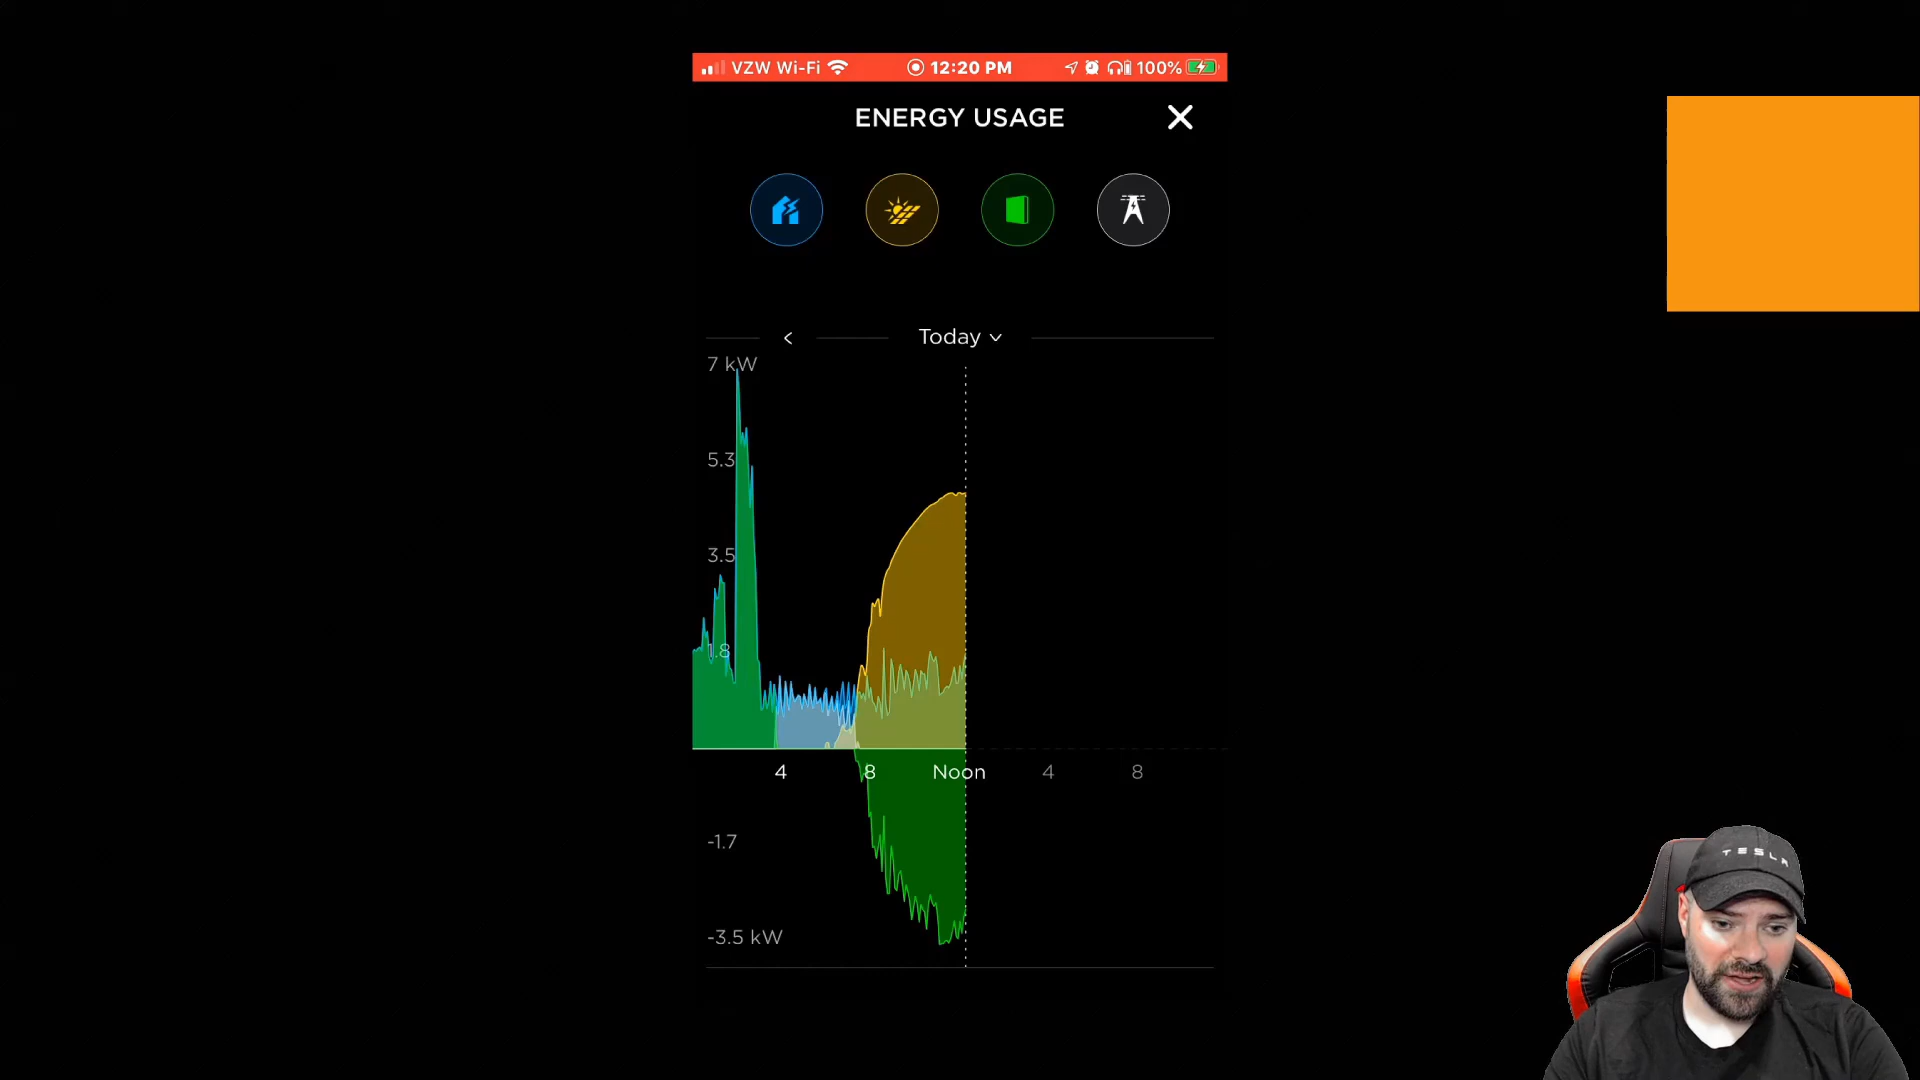 VZW Wi-Fi 12:20 PM 100%
ENERGY USAGE
Today
7 kW
5.3
3.5
1.8
4 8 Noon 4 8
-1.7
-3.5 kW
TESLA